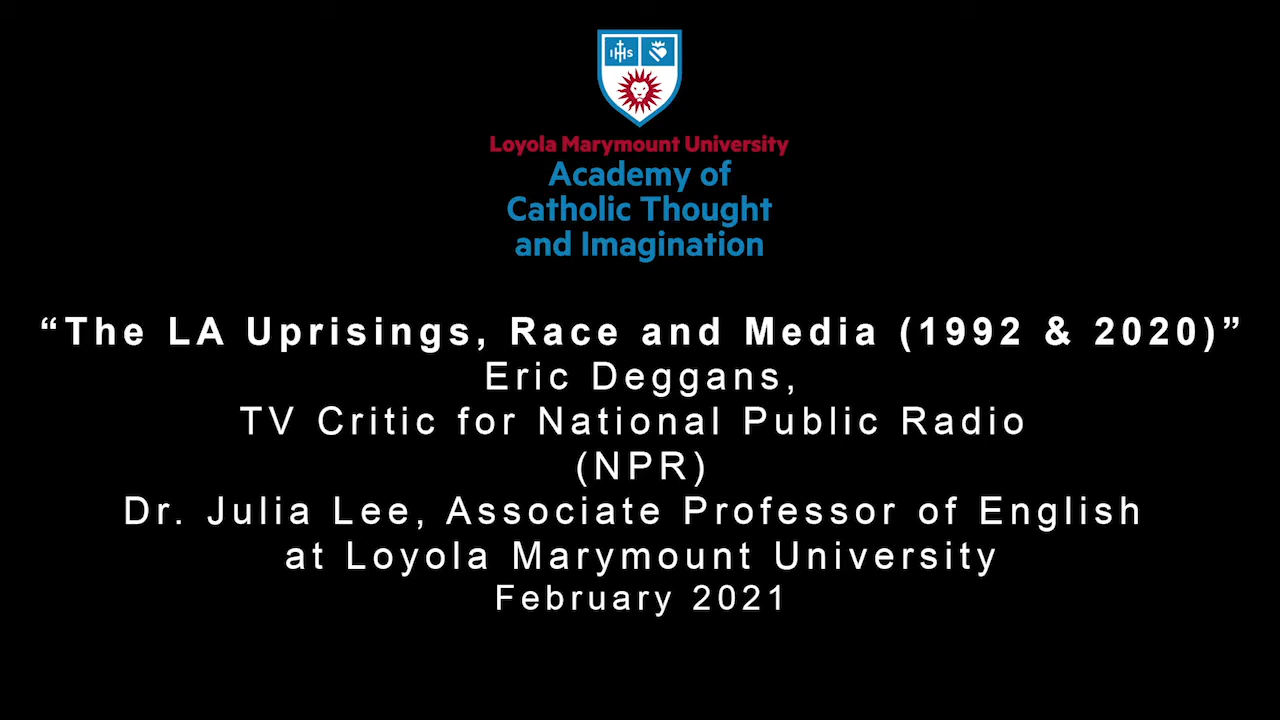 IHS
Loyola Marymount University
Academy of
Catholic Thought
and Imagination
“The LA Uprisings, Race and Media (1992 & 2020)”
Eric Deggans,
TV Critic for National Public Radio
(NPR)
Dr. Julia Lee, Associate Professor of English
at Loyola Marymount University
February 2021